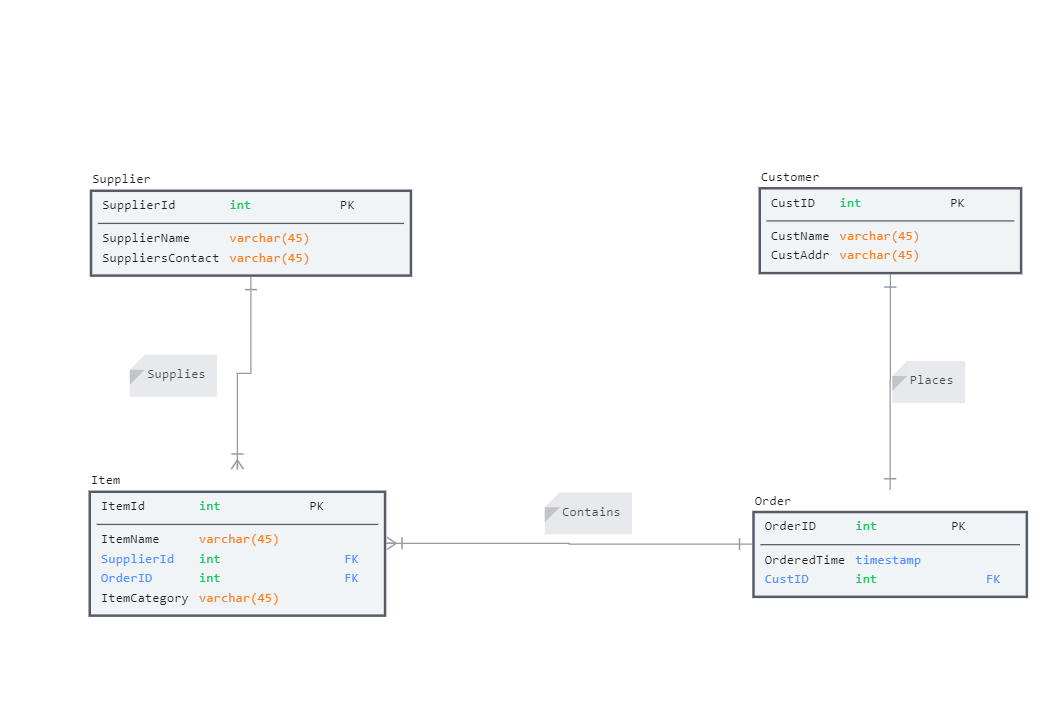 Supplier
SupplierId int PK
SupplierName varchar(45)
SuppliersContact varchar(45)
Customer
CustID int PK
CustName varchar(45)
CustAddr varchar(45)
Supplies
Places
Item
ItemId int PK
ItemName varchar(45)
SupplierId int FK
OrderID int FK
ItemCategory varchar(45)
Contains
Order
OrderID int PK
OrderedTime timestamp
CustID int FK